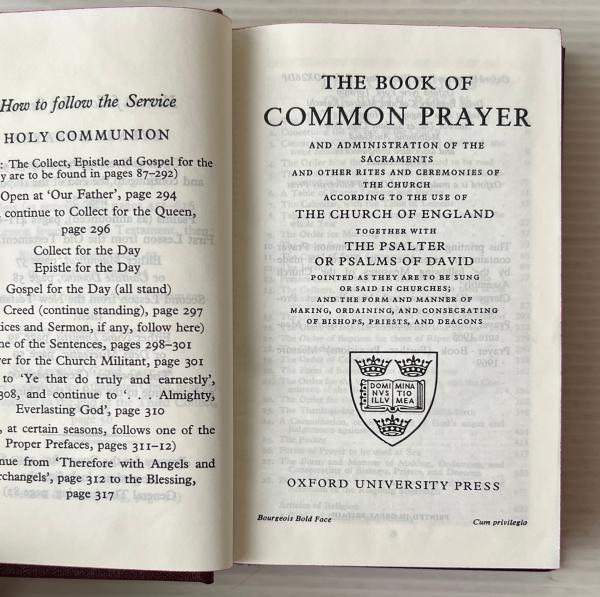 How to follow the Service
HOLY COMMUNION
: The Collect, Epistle and Gospel for the
y are to be found in pages 87–292)
Open at ‘Our Father’, page 294
continue to Collect for the Queen,
page 296
Collect for the Day
Epistle for the Day
Gospel for the Day (all stand)
Creed (continue standing), page 297
ices and Sermon, if any, follow here)
ne of the Sentences, pages 298–301
er for the Church Militant, page 301
to ‘Ye that do truly and earnestly’,
308, and continue to ‘. . . Almighty,
Everlasting God’, page 310
, at certain seasons, follows one of the
Proper Prefaces, pages 311–12)
nue from ‘Therefore with Angels and
rchangels’, page 312 to the Blessing,
page 317
THE BOOK OF
COMMON PRAYER
AND ADMINISTRATION OF THE
SACRAMENTS
AND OTHER RITES AND CEREMONIES OF
THE CHURCH
ACCORDING TO THE USE OF
THE CHURCH OF ENGLAND
TOGETHER WITH
THE PSALTER
OR PSALMS OF DAVID
POINTED AS THEY ARE TO BE SUNG
OR SAID IN CHURCHES;
AND THE FORM AND MANNER OF
MAKING, ORDAINING, AND CONSECRATING
OF BISHOPS, PRIESTS, AND DEACONS
DOMI MINA
NVS TIO
ILLV MEA
OXFORD UNIVERSITY PRESS
Bourgeois Bold Face Cum privilegio